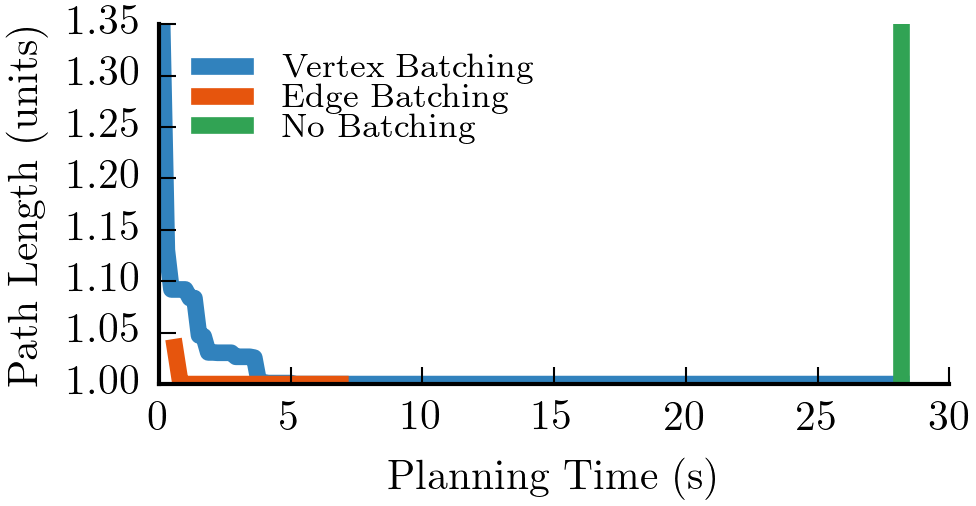 Path Length (units)
1.35
1.30
1.25
1.20
1.15
1.10
1.05
1.00
Vertex Batching
Edge Batching
No Batching
0 5 10 15 20 25 30
Planning Time (s)